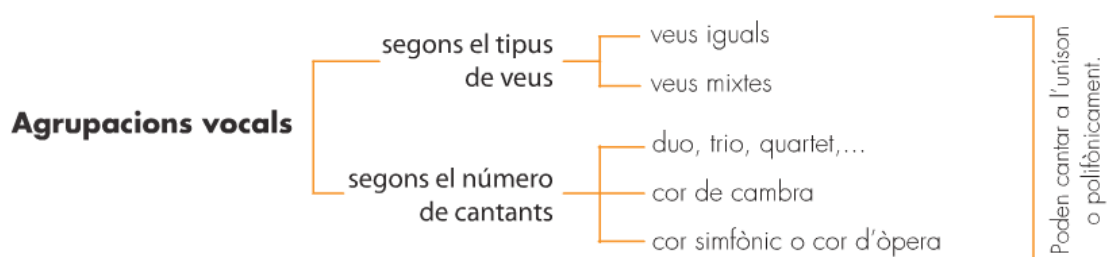 Agrupacions vocals
segons el tipus
de veus
veus iguals
veus mixtes
segons el número
de cantants
duo, trio, quartet,...
cor de cambra
cor simfònic o cor d'òpera
Poden cantar a l'uníson
o polifònicament.